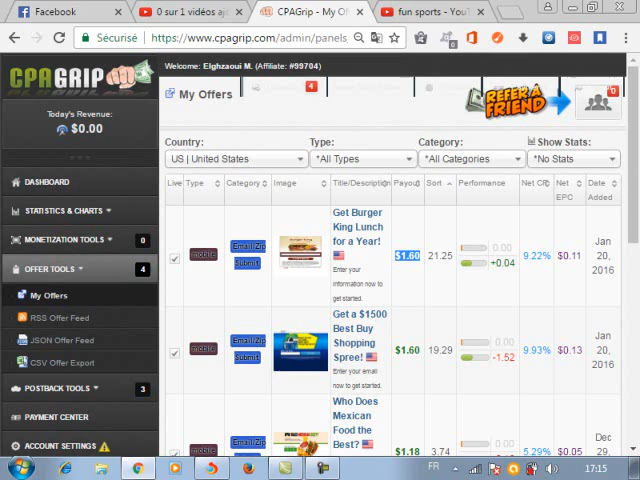 Facebook
0 sur 1 vidéos ajo
CPAGrip - My Off
fun sports - YouT
Sécurisé
https://www.cpagrip.com/admin/panels_
CPAGRIP
Welcome: Elghzaoui M. (Affiliate: #99704)
Today's Revenue:
$0.00
My Offers
4
REFER A FRIEND
0
DASHBOARD
STATISTICS & CHARTS
MONETIZATION TOOLS 0
OFFER TOOLS 4
My Offers
RSS Offer Feed
JSON Offer Feed
CSV Offer Export
POSTBACK TOOLS 3
PAYMENT CENTER
ACCOUNT SETTINGS
Country: Type: Category: Show Stats:
US | United States *All Types *All Categories *No Stats
Live Type Category Image Title/Description Payout Sort Performance Net CR Net EPC Date Added
mobile
Email/Zip Submit
Get Burger
King Lunch
for a Year!
Enter your
information now to
get started.
$1.60 21.25 0.00 +0.04 9.22% $0.11 Jan 20, 2016
mobile
Email/Zip Submit
Get a $1500
Best Buy
Shopping
Spree!
Enter your email
now to get started.
$1.60 19.29 0.00 -1.52 9.93% $0.13 Jan 20, 2016
mobile
Email/Zip Submit
Who Does
Mexican
Food the
Best?
$1.18 3.74 0.00 5.29% $0.05 Dec 29,
FR 17:15